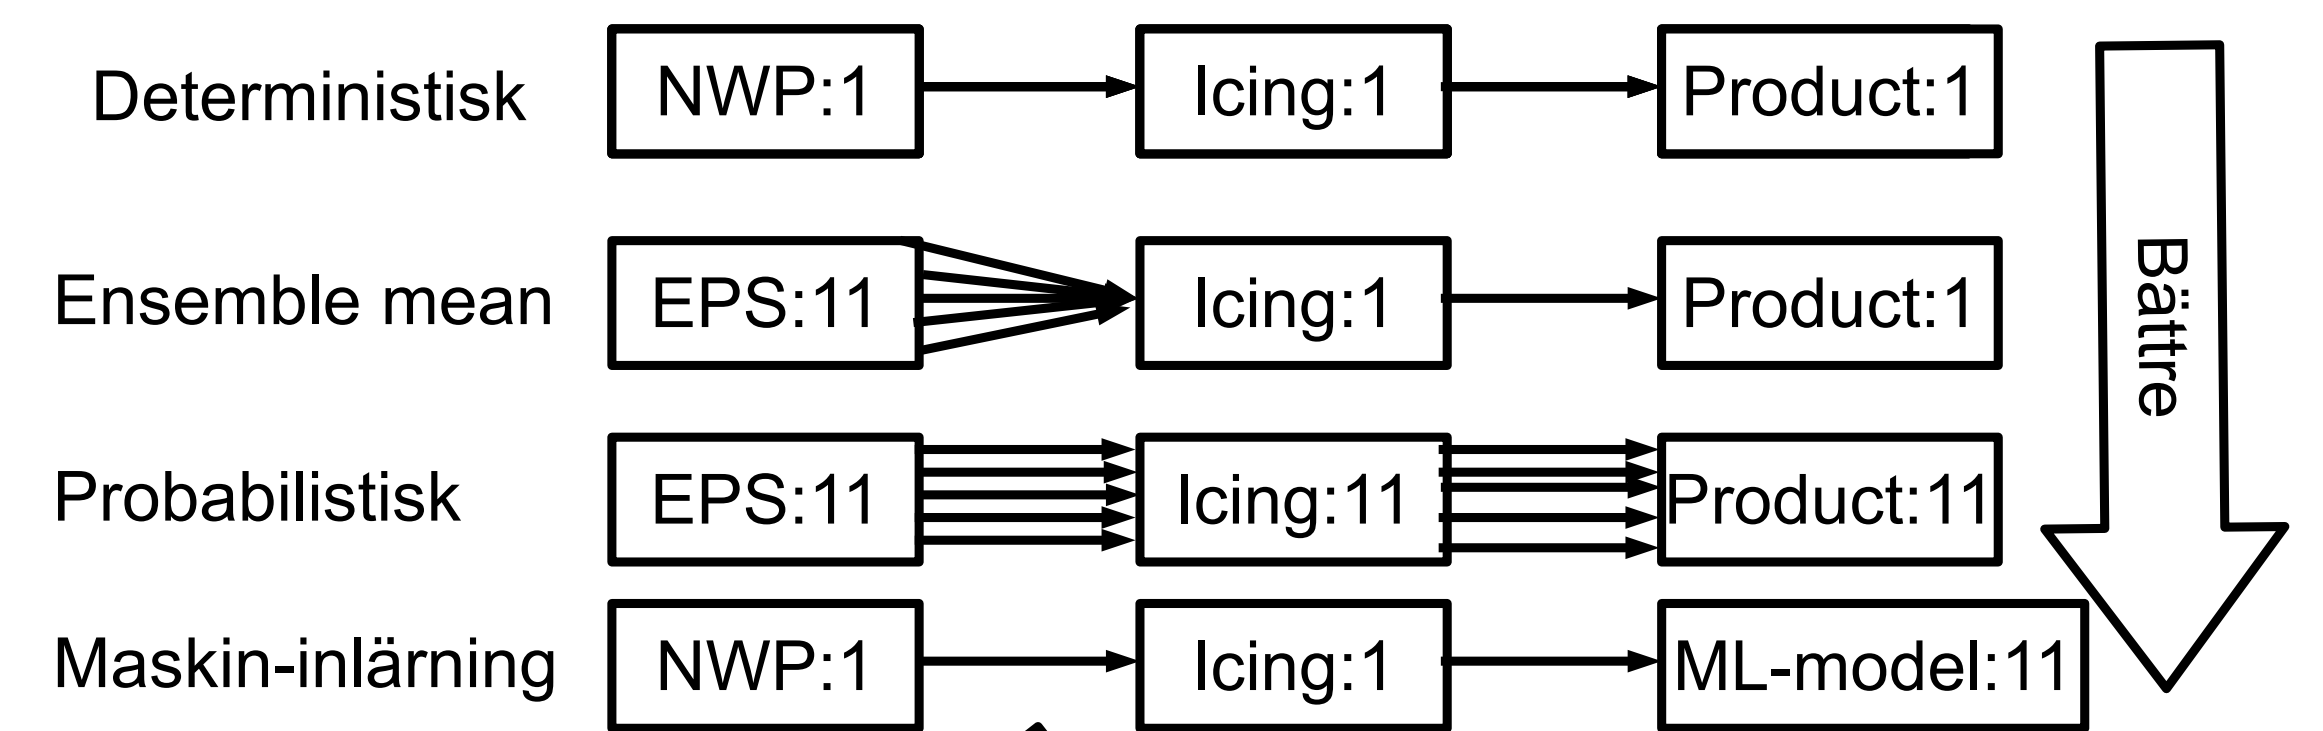 Deterministisk NWP:1 Icing:1 Product:1
Ensemble mean EPS:11 Icing:1 Product:1
Probabilistisk EPS:11 Icing:11 Product:11
Maskin-inlärning NWP:1 Icing:1 ML-model:11
Bättre